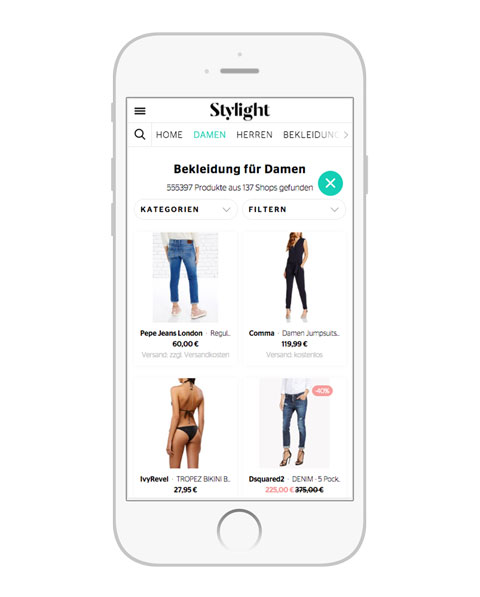 Stylight
HOME DAMEN HERREN BEKLEIDUNG
Bekleidung für Damen
555397 Produkte aus 137 Shops gefunden
KATEGORIEN FILTERN
Pepe Jeans London · Regul..
60,00 €
Versand: zzgl. Versandkosten
Comma · Damen Jumpsuits..
119,99 €
Versand: kostenlos
-40%
IvyRevel · TROPEZ BIKINI B..
27,95 €
Dsquared2 · DENIM - 5 Pock..
225,00 € 375,00 €